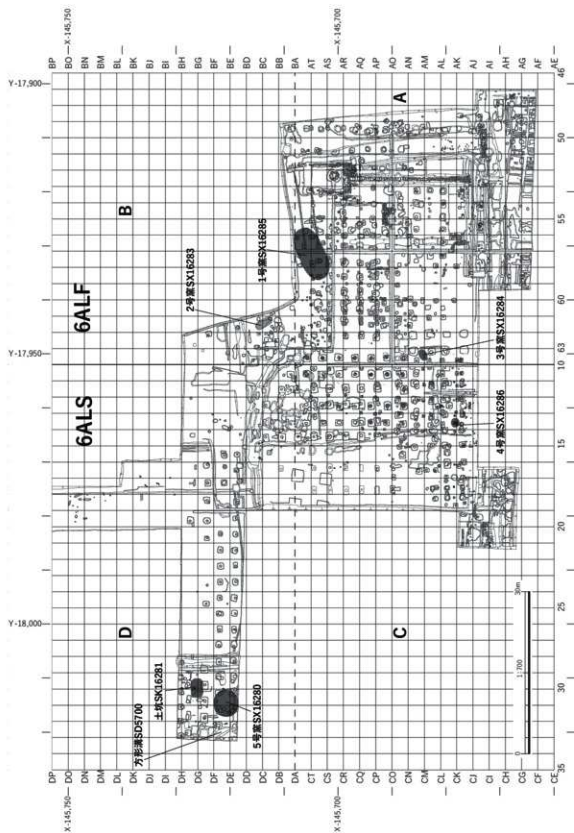 X-145,750
X-145,700
BP
BO
BN
BM
BL
BK
BJ
BI
BH
BG
BF
BE
BD
BC
BB
BA
AT
AS
AR
AQ
AP
AO
AN
AM
AL
AK
AJ
AI
AH
AG
AF
AE
Y-17,900
46
A
50
B
55
1号窯SX16285
2号窯SX16283
60
6ALF
Y-17,950
63
10
3号窯SX16284
6ALS
4号窯SX16286
15
20
Y-18,000
D
C
25
土坑SK16281
方形溝SD5700
5号窯SX16280
30
0
1:700
30m
35
DP
DO
DN
DM
DL
DK
DJ
DI
DH
DG
DF
DE
DD
DC
DB
DA
CT
CS
CR
CQ
CP
CO
CN
CM
CL
CK
CJ
CI
CH
CG
CF
CE
X-145,750
X-145,700